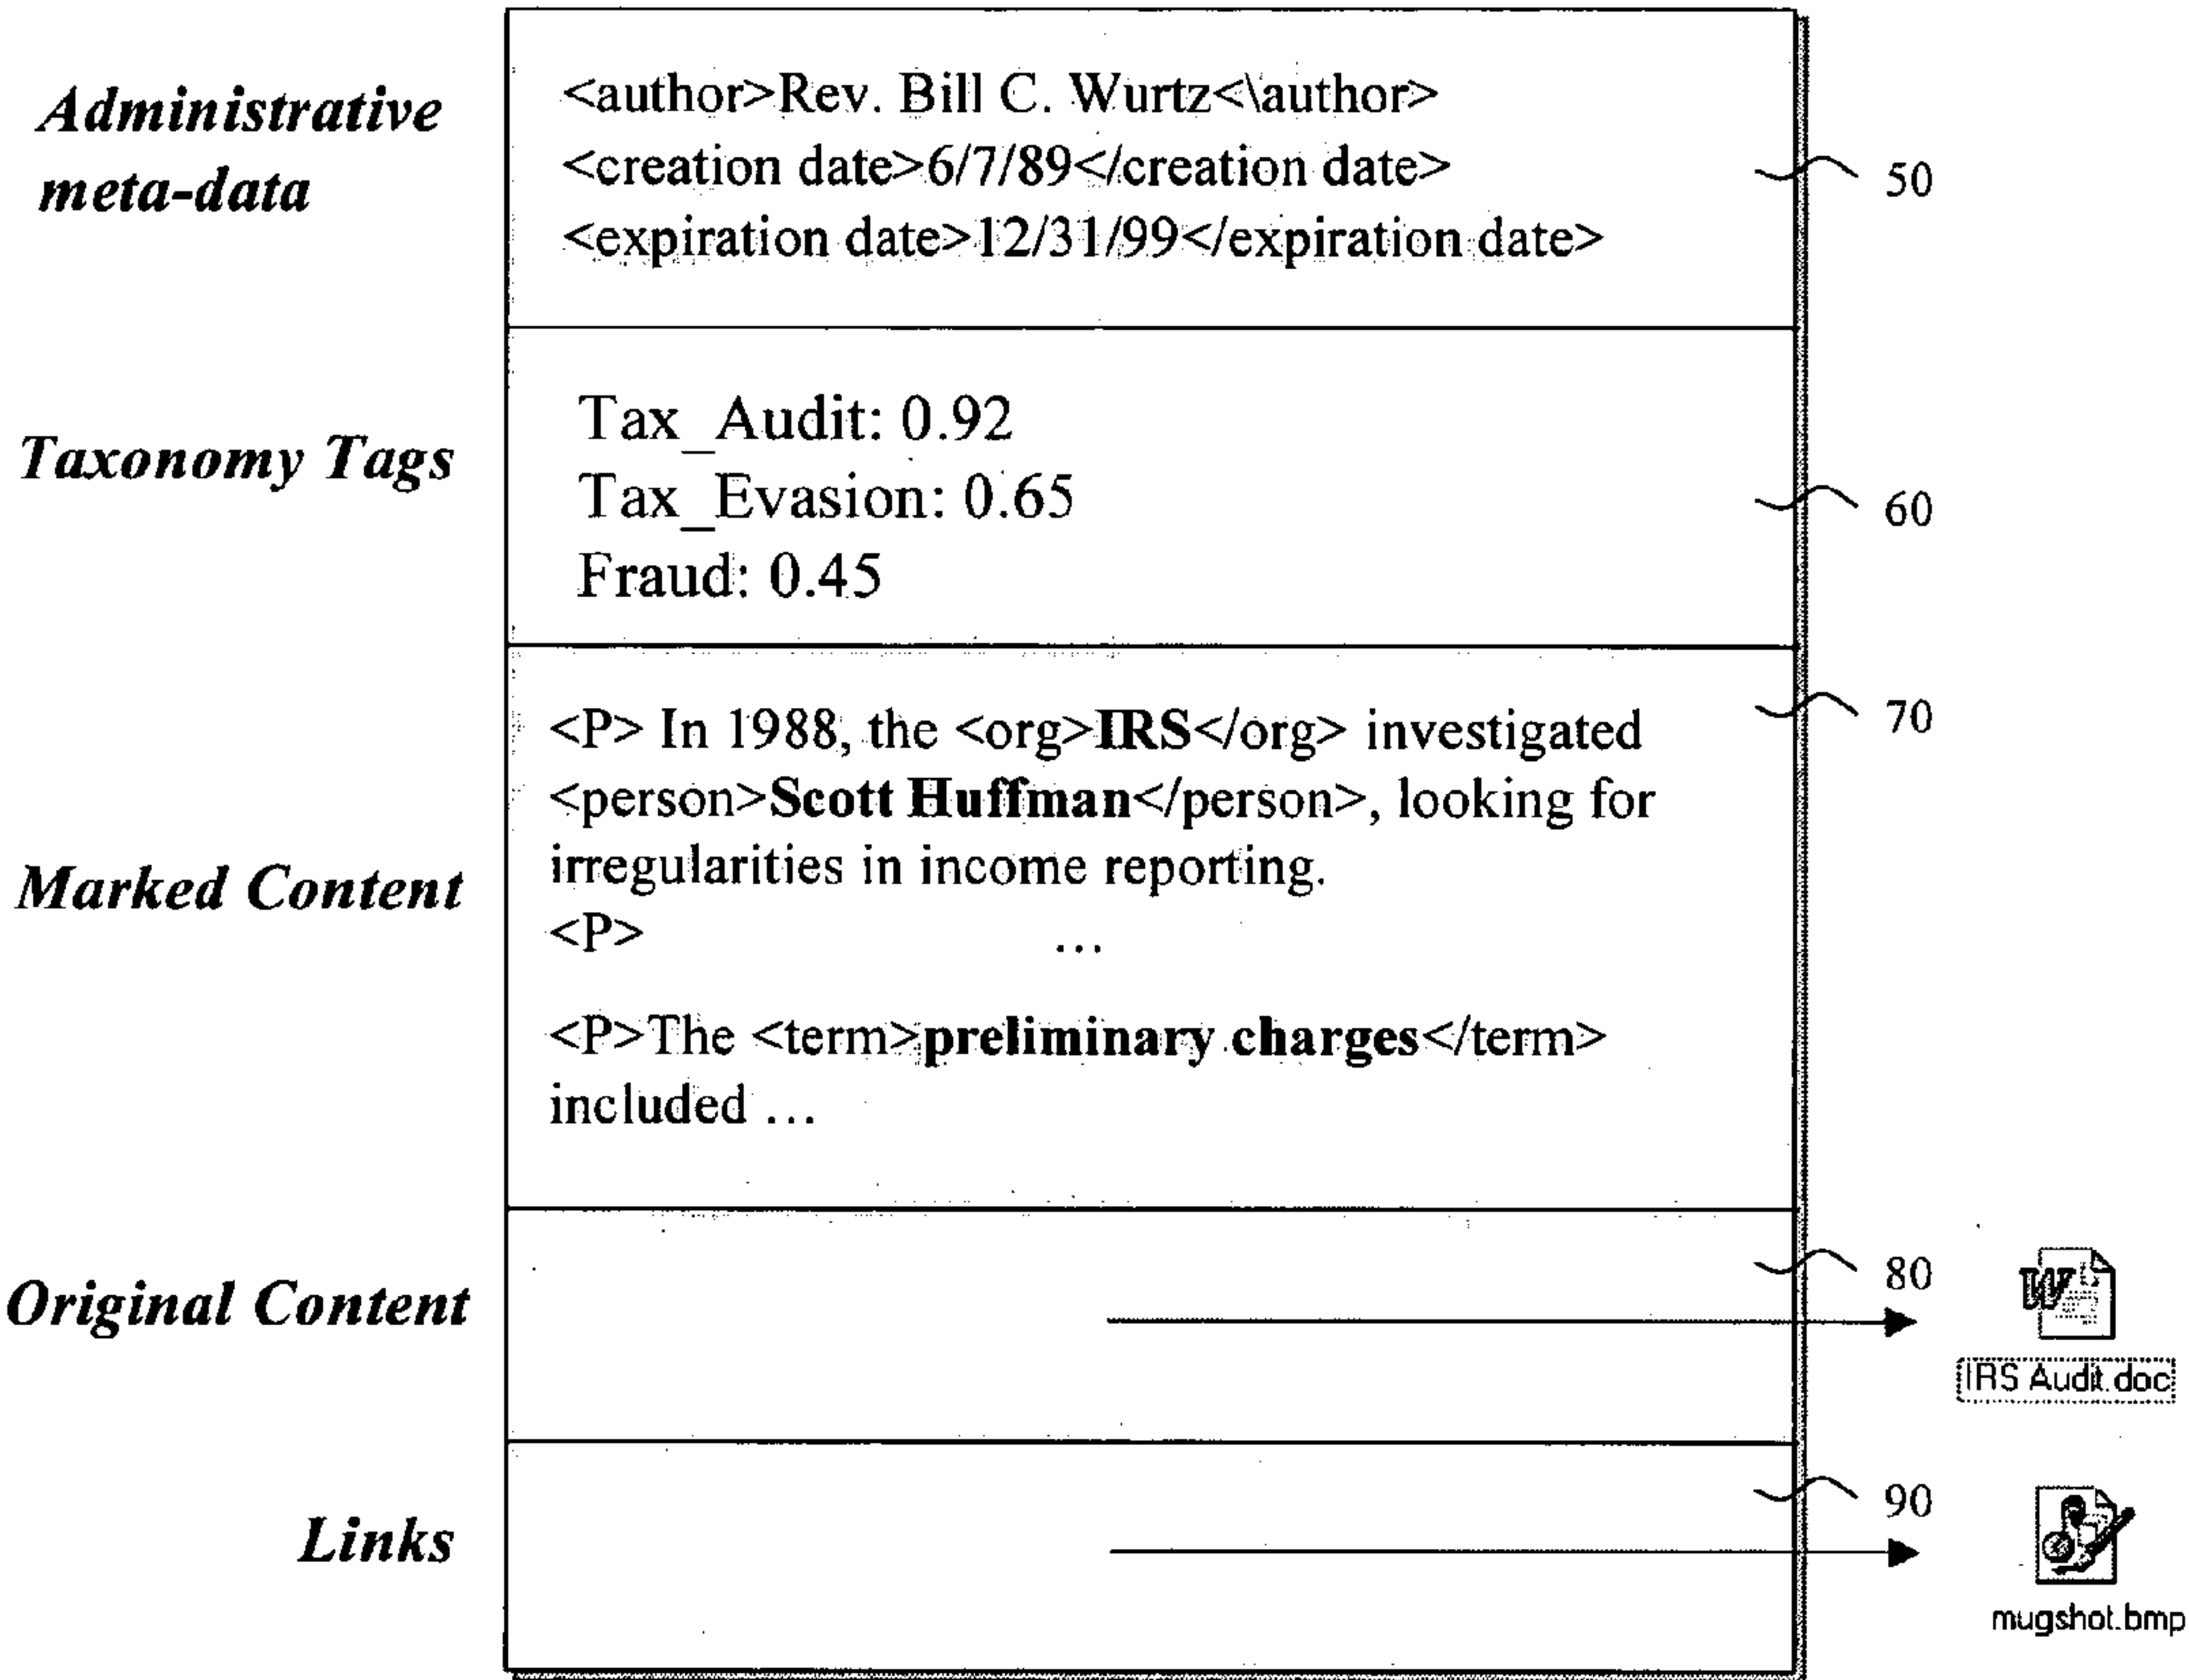 Administrative
meta-data
<author>Rev. Bill C. Wurtz<\author>
<creation date>6/7/89</creation date>
<expiration date>12/31/99</expiration date>
50
Taxonomy Tags
Tax_Audit: 0.92
Tax_Evasion: 0.65
Fraud: 0.45
60
Marked Content
<P> In 1988, the <org>IRS</org> investigated
<person>Scott Huffman</person>, looking for
irregularities in income reporting.
<P> ...
<P>The <term>preliminary charges</term>
included ...
70
Original Content
80
W
IRS Audit.doc
Links
90
mugshot.bmp